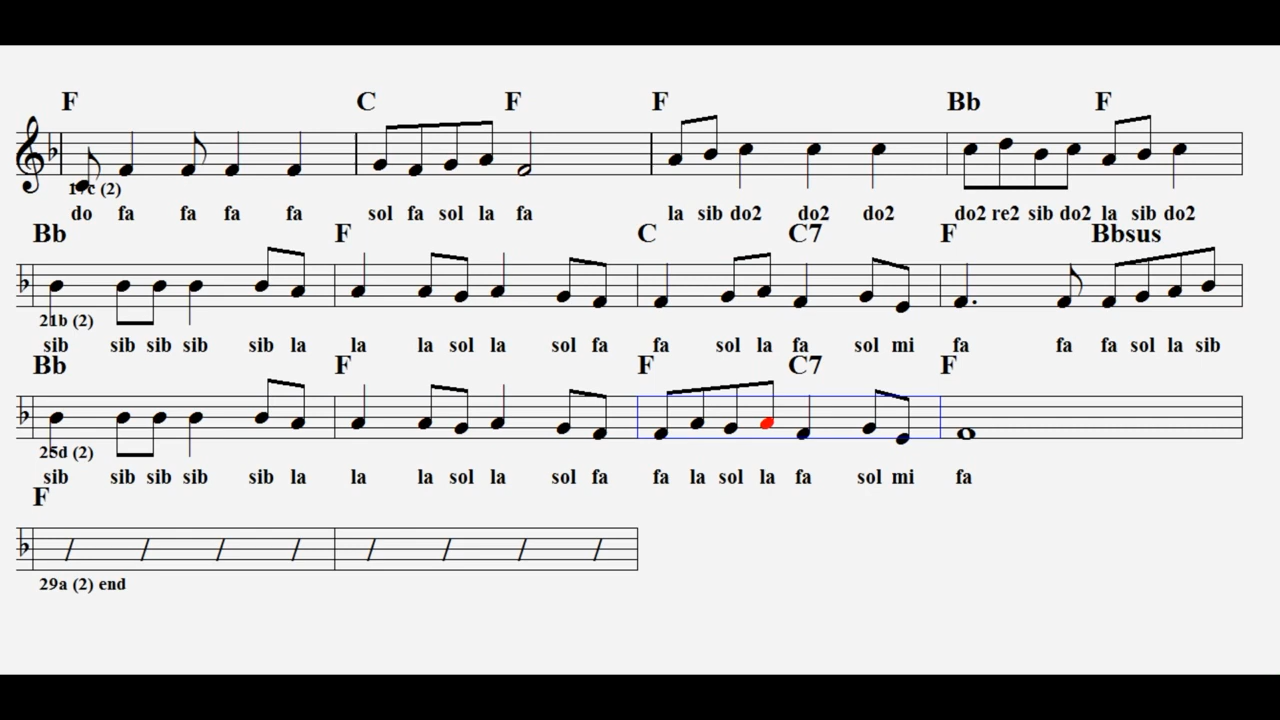 F C F F Bb F
17c (2)
do fa fa fa fa sol fa sol la fa la sib do2 do2 do2 do2 re2 sib do2 la sib do2
Bb F C C7 F Bbsus
21b (2)
sib sib sib sib sib la la la sol la sol fa fa sol la fa sol mi fa fa fa sol la sib
Bb F F C7 F
25d (2)
sib sib sib sib sib la la la sol la sol fa fa la sol la fa sol mi fa
F
29a (2) end